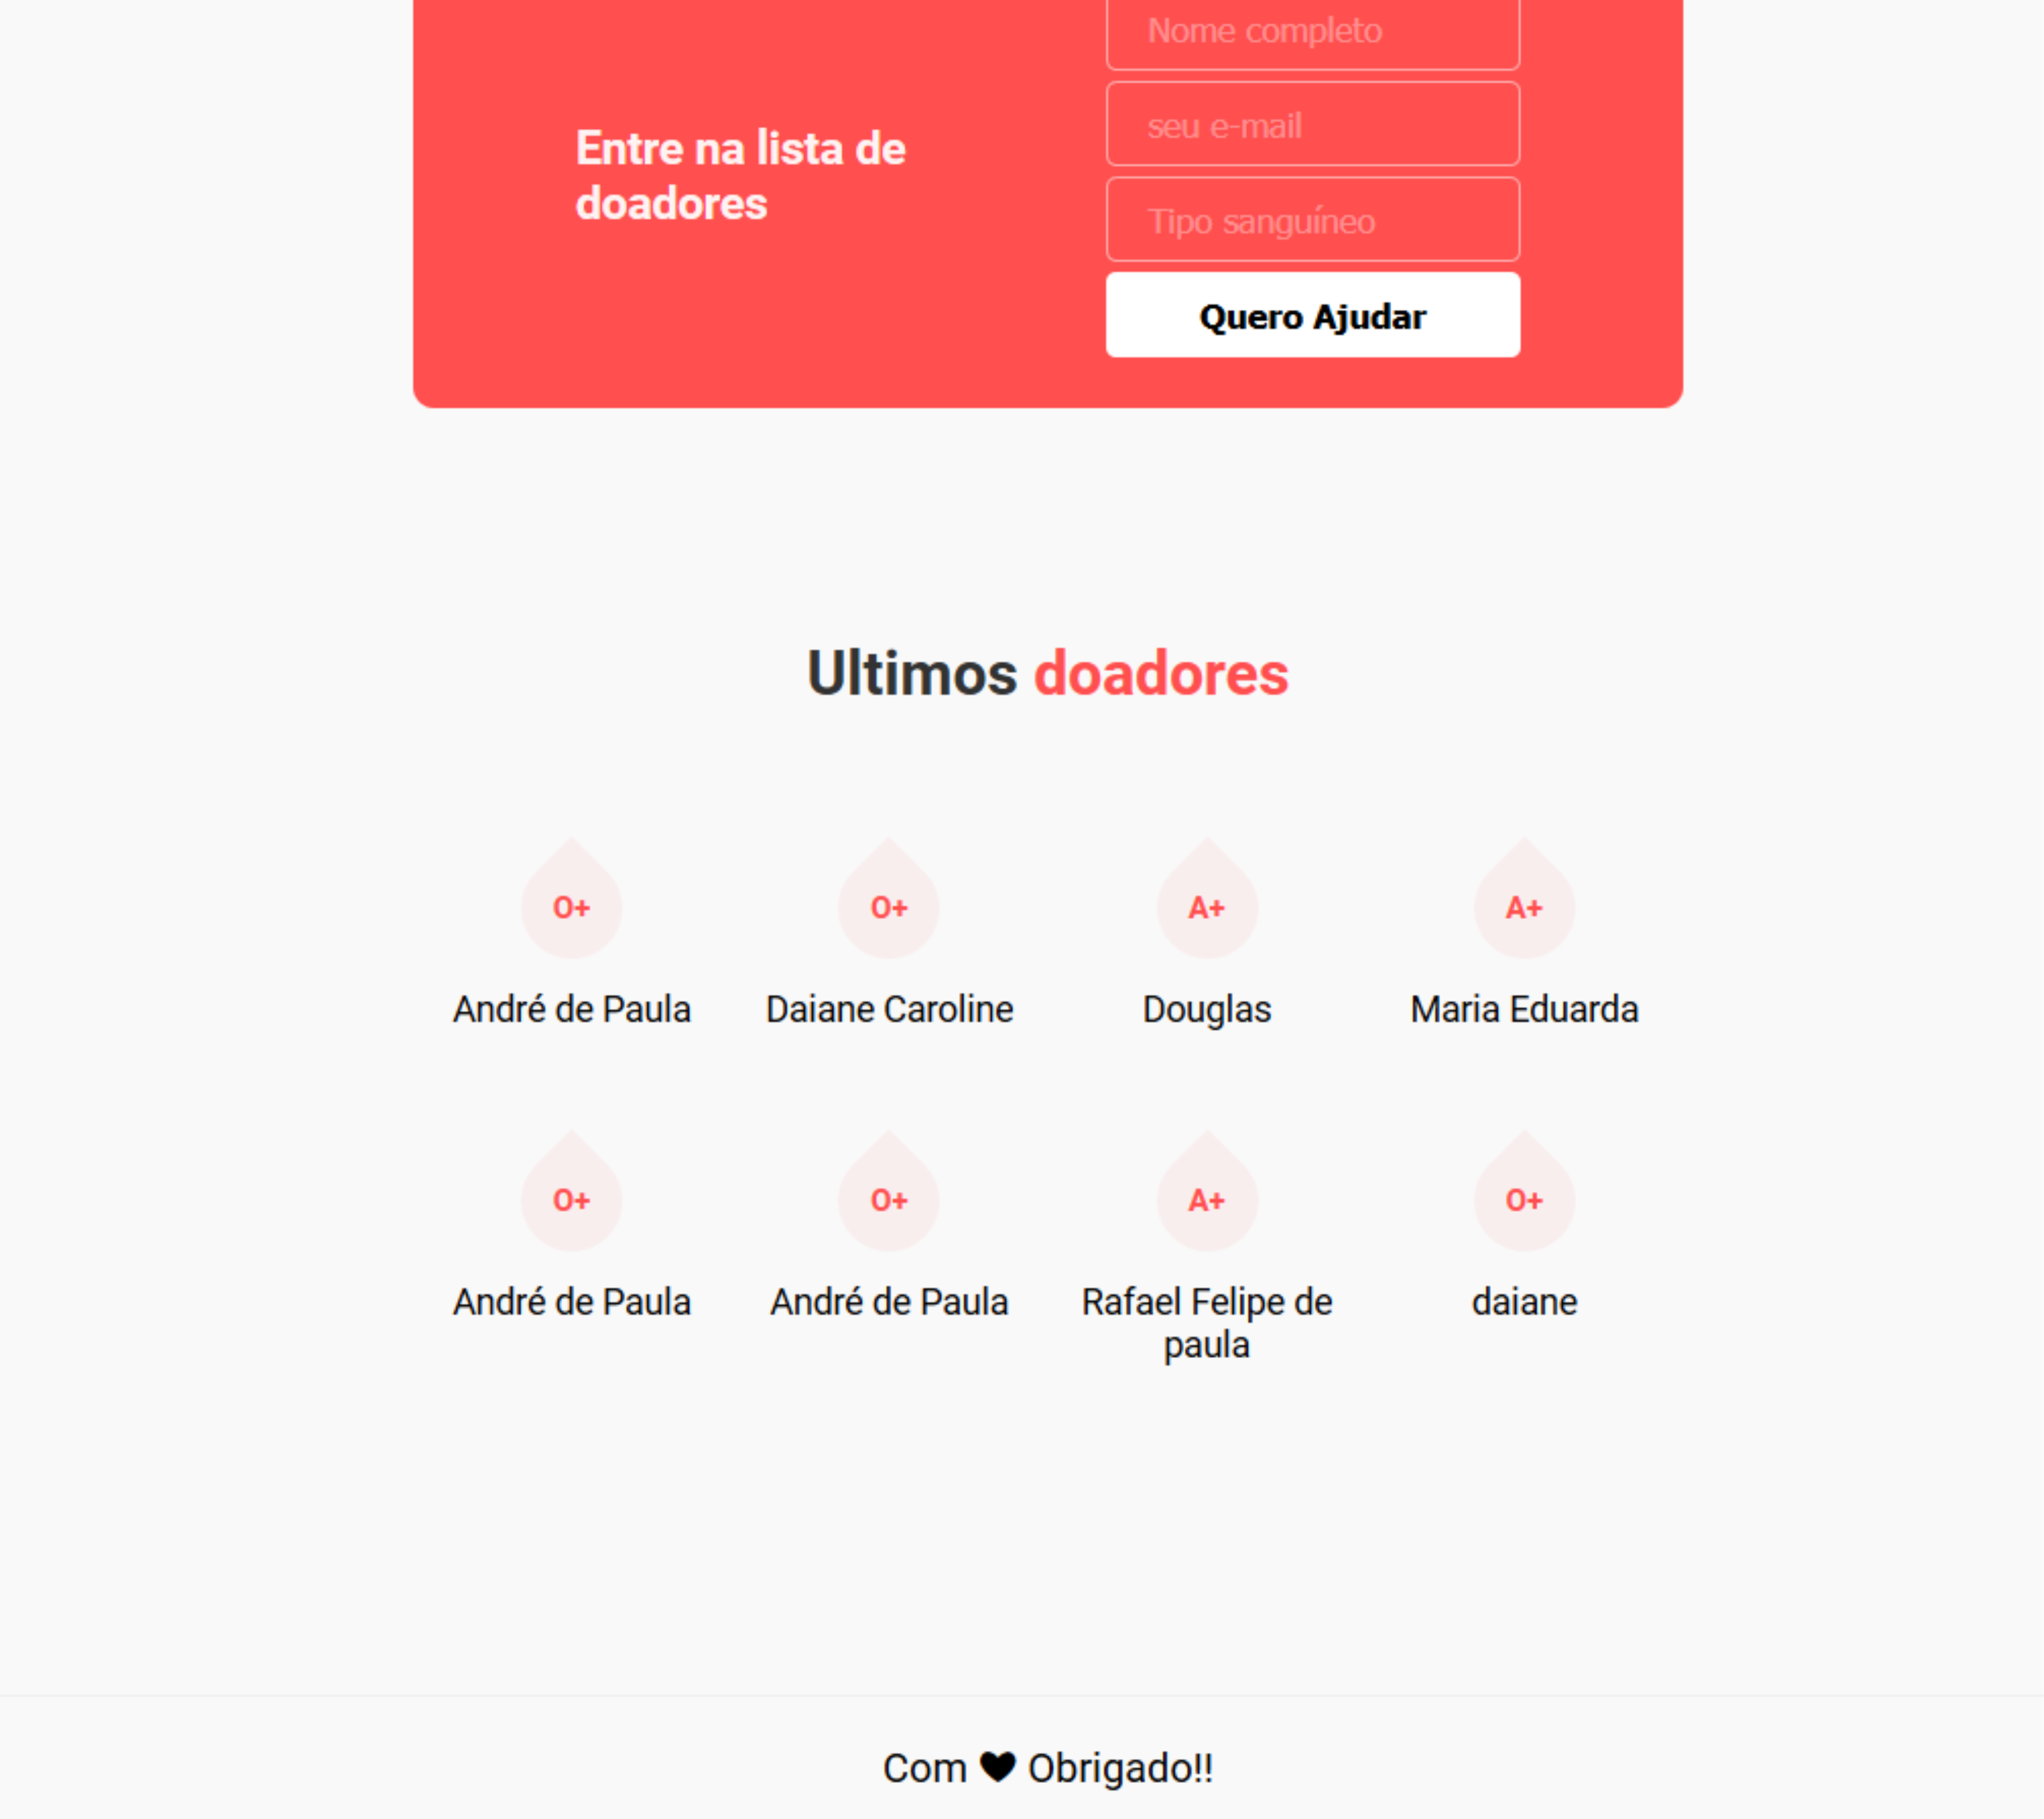 Entre na lista de
doadores
Nome completo
seu e-mail
Tipo sanguíneo
Quero Ajudar
Ultimos doadores
O+
O+
A+
A+
André de Paula
Daiane Caroline
Douglas
Maria Eduarda
O+
O+
A+
O+
André de Paula
André de Paula
Rafael Felipe de
paula
daiane
Com ♥ Obrigado!!